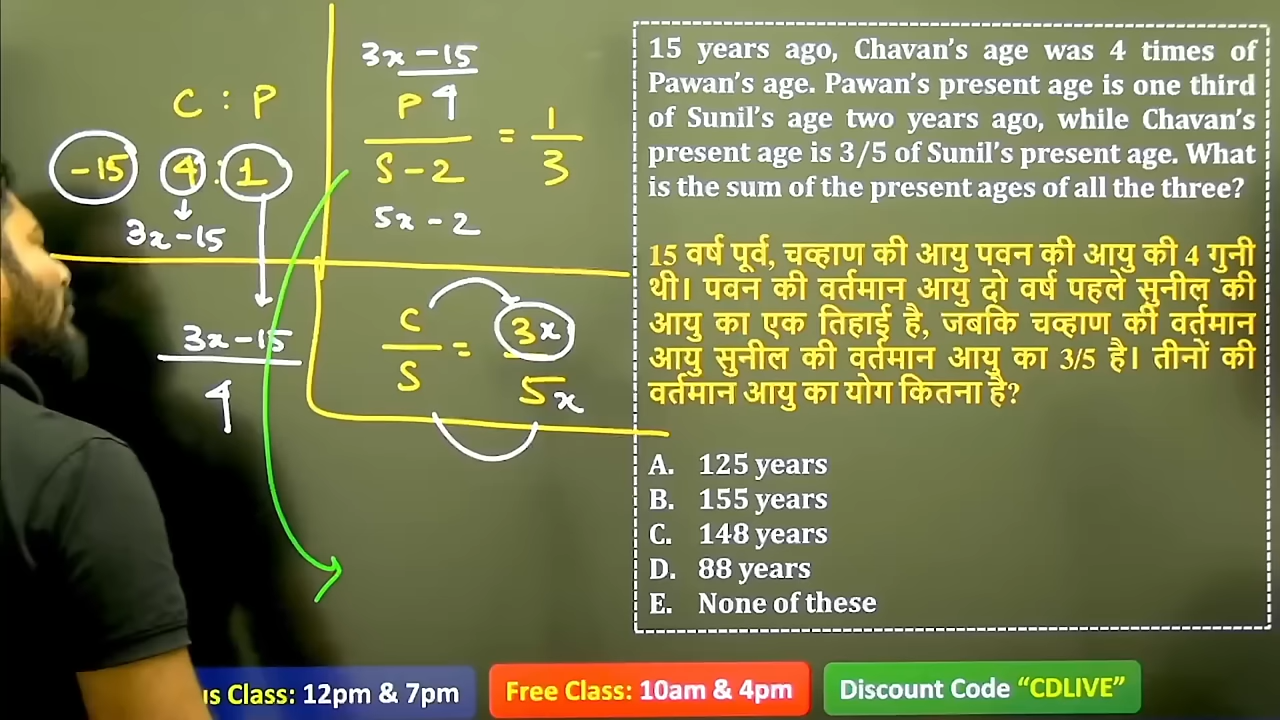 C : P
-15 4 : 1
3x-15
3x-15
4
3x-15
P 4
S-2
= 1
3
5x-2
C
S
= 3x
5x
15 years ago, Chavan's age was 4 times of
Pawan's age. Pawan's present age is one third
of Sunil's age two years ago, while Chavan's
present age is 3/5 of Sunil's present age. What
is the sum of the present ages of all the three?
15 वर्ष पूर्व, चव्हाण की आयु पवन की आयु की 4 गुनी
थी। पवन की वर्तमान आयु दो वर्ष पहले सुनील की
आयु का एक तिहाई है, जबकि चव्हाण की वर्तमान
आयु सुनील की वर्तमान आयु का 3/5 है। तीनों की
वर्तमान आयु का योग कितना है?
A. 125 years
B. 155 years
C. 148 years
D. 88 years
E. None of these
us Class: 12pm & 7pm
Free Class: 10am & 4pm
Discount Code "CDLIVE"